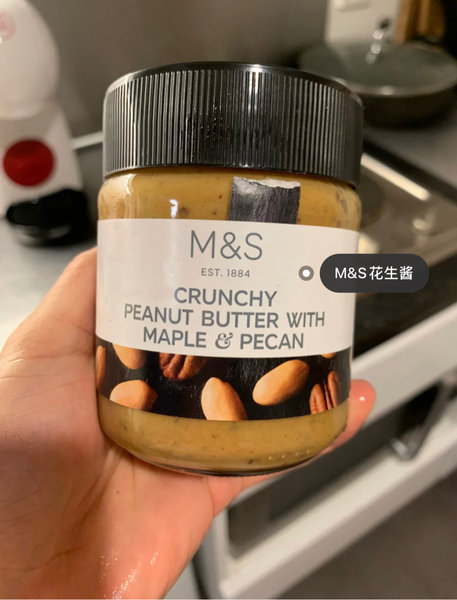 M&S
EST. 1884
CRUNCHY
PEANUT BUTTER WITH
MAPLE & PECAN
M&S花生酱